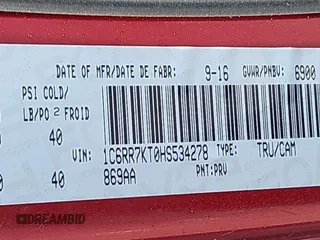 DATE OF MFR/DATE DE FABR: 9-16 GVWR/PNBV: 6900
PSI COLD/
LB/PO 2 FROID
40
VIN: 1C6RR7KT0HS534278 TYPE: TRU/CAM
40 869AA PNT:PRV
DREAMBID